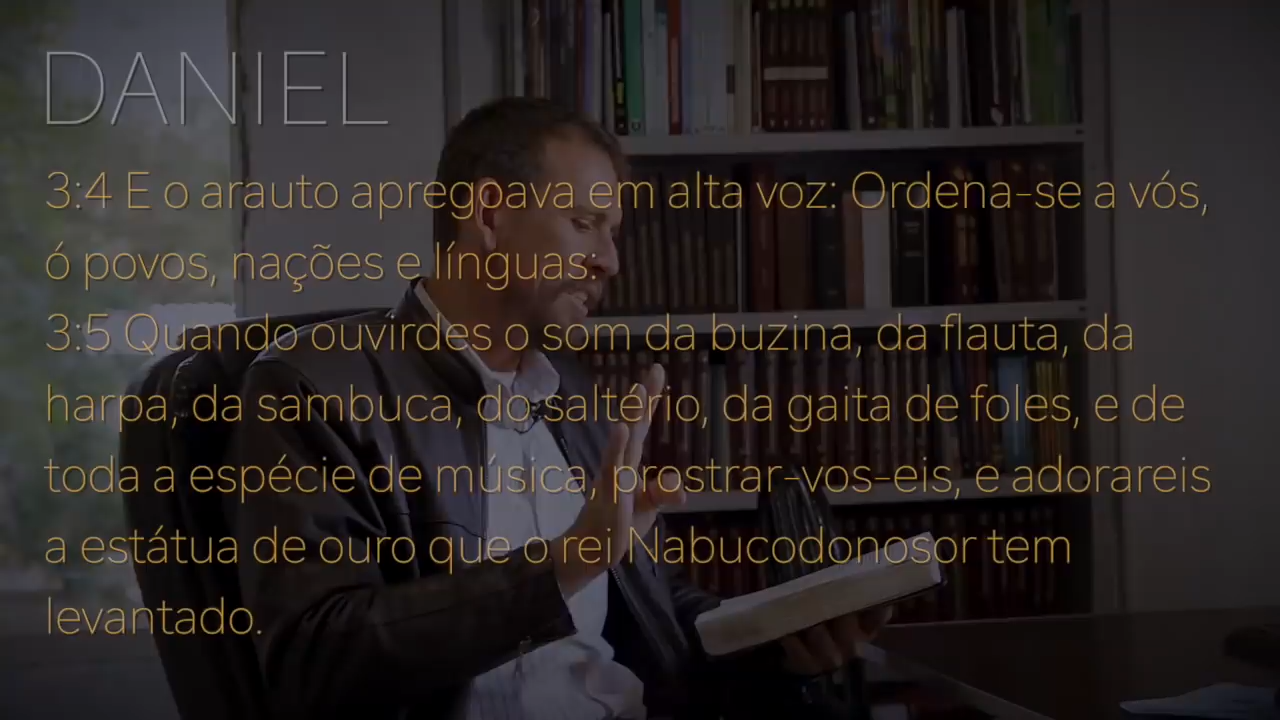 DANIEL
3:4 E o arauto apregoava em alta voz: Ordena-se a vós,
ó povos, nações e línguas:
3:5 Quando ouvirdes o som da buzina, da flauta, da
harpa, da sambuca, do saltério, da gaita de foles, e de
toda a espécie de música, prostrar-vos-eis, e adorareis
a estátua de ouro que o rei Nabucodonosor tem
levantado.